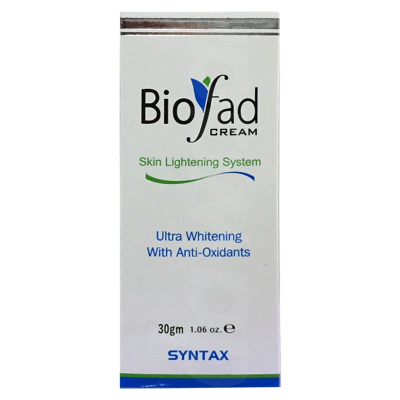 Biofad
CREAM
Skin Lightening System
Ultra Whitening
With Anti-Oxidants
30gm 1.06 oz. ℮
SYNTAX